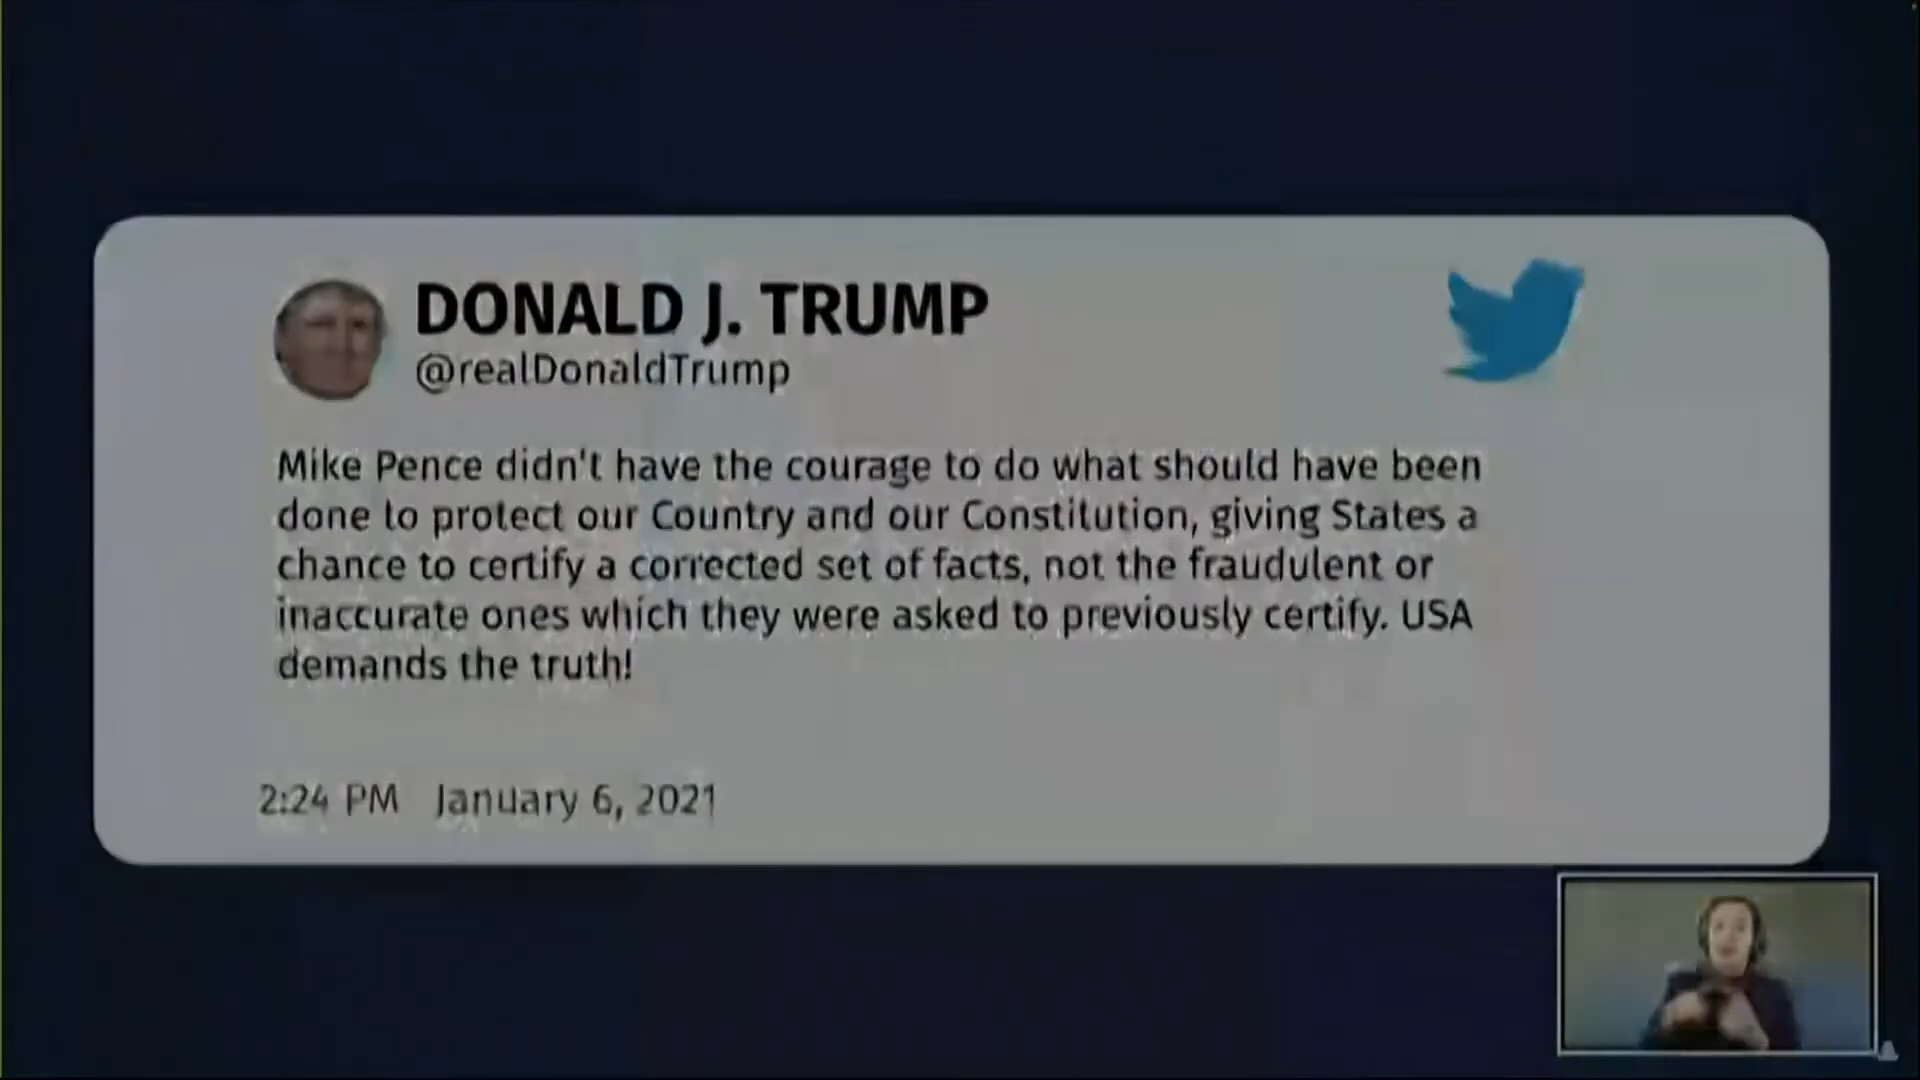 DONALD J. TRUMP
@realDonaldTrump
Mike Pence didn't have the courage to do what should have been
done to protect our Country and our Constitution, giving States a
chance to certify a corrected set of facts, not the fraudulent or
inaccurate ones which they were asked to previously certify. USA
demands the truth!
2:24 PM January 6, 2021